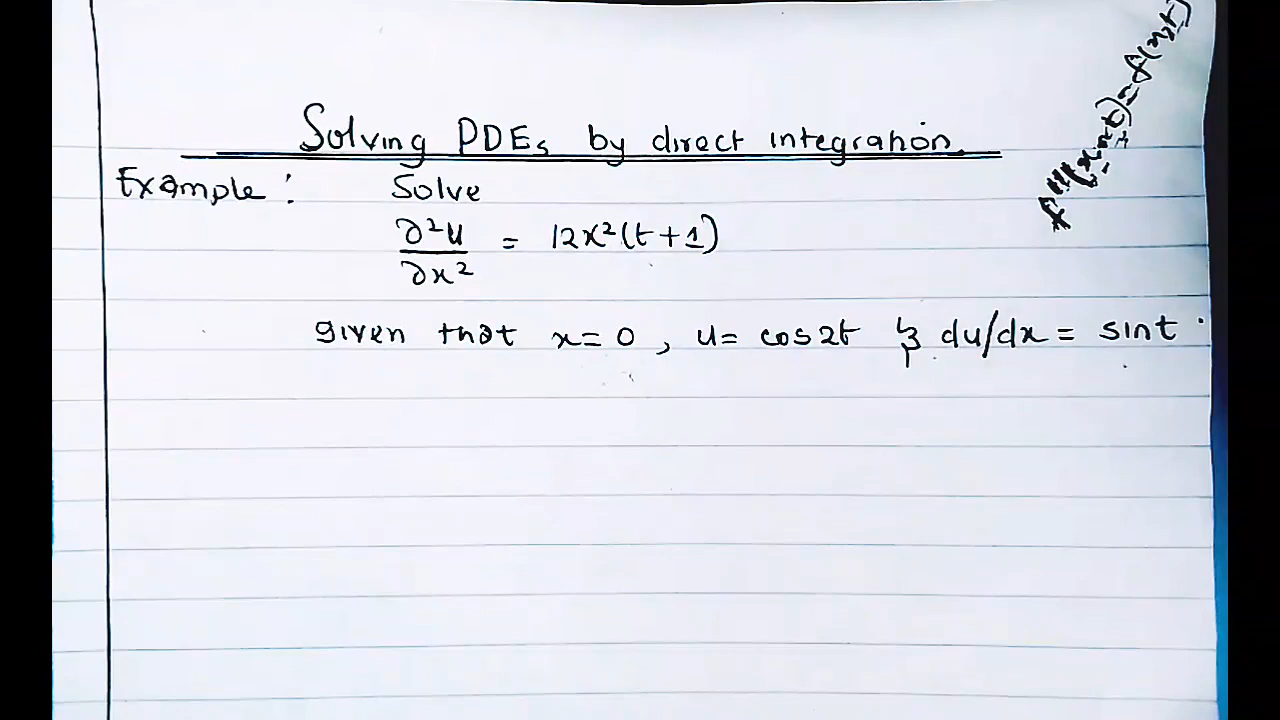 Solving PDEs by direct integration.
Example: Solve
∂²u/∂x² = 12x²(t+1)
given that x=0, u= cos2t & du/dx = sint.